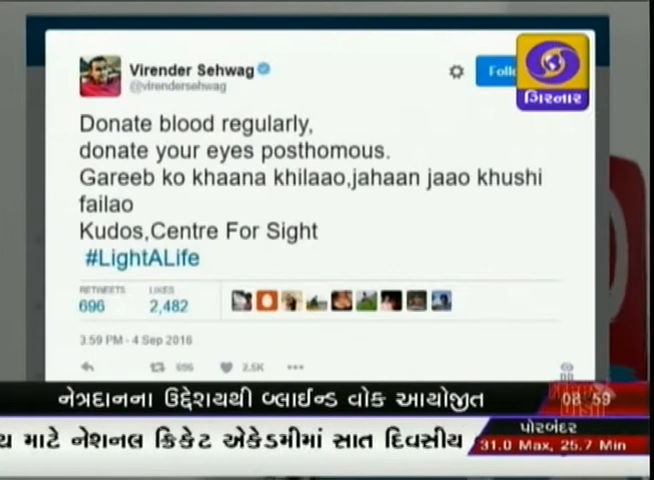 Virender Sehwag
@virendersehwag
ગિરનાર
Donate blood regularly,
donate your eyes posthomous.
Gareeb ko khaana khilaao,jahaan jaao khushi
failao
Kudos,Centre For Sight
#LightALife
RETWEETS LIKES
696 2,482
3:59 PM - 4 Sep 2016
696 2.5K
નેત્રદાનના ઉદ્દેશયથી બ્લાઈન્ડ વોક આયોજીત
08:59
પોરબંદર
માટે નેશનલ ક્રિકેટ એકેડમીમાં સાત દિવસીય
31.0 Max, 25.7 Min